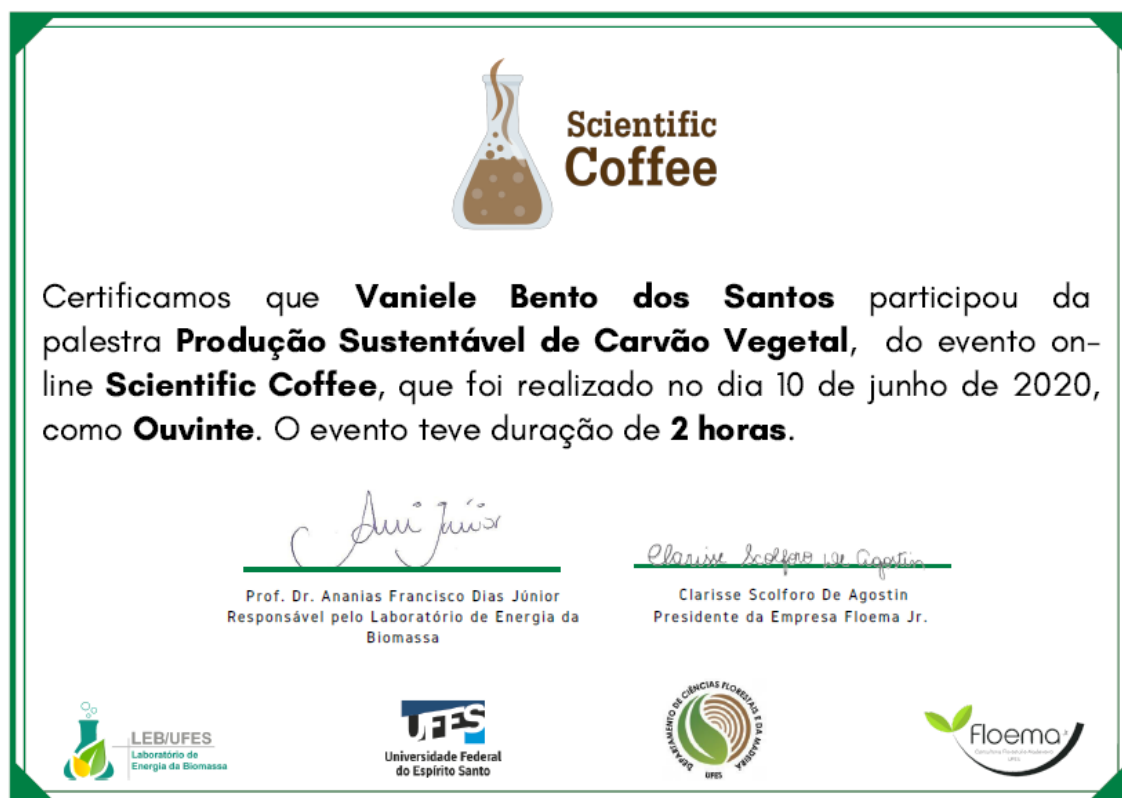 Scientific
Coffee
Certificamos que Vaniele Bento dos Santos participou da
palestra Produção Sustentável de Carvão Vegetal, do evento on-
line Scientific Coffee, que foi realizado no dia 10 de junho de 2020,
como Ouvinte. O evento teve duração de 2 horas.
Clarisse Scolforo De Agostin
Prof. Dr. Ananias Francisco Dias Júnior
Responsável pelo Laboratório de Energia da
Biomassa
Clarisse Scolforo De Agostin
Presidente da Empresa Floema Jr.
LEB/UFES
Laboratório de
Energia da Biomassa
UFES
Universidade Federal
do Espírito Santo
DEPARTAMENTO DE CIÊNCIAS FLORESTAIS E DA MADEIRA
UFES
Floema